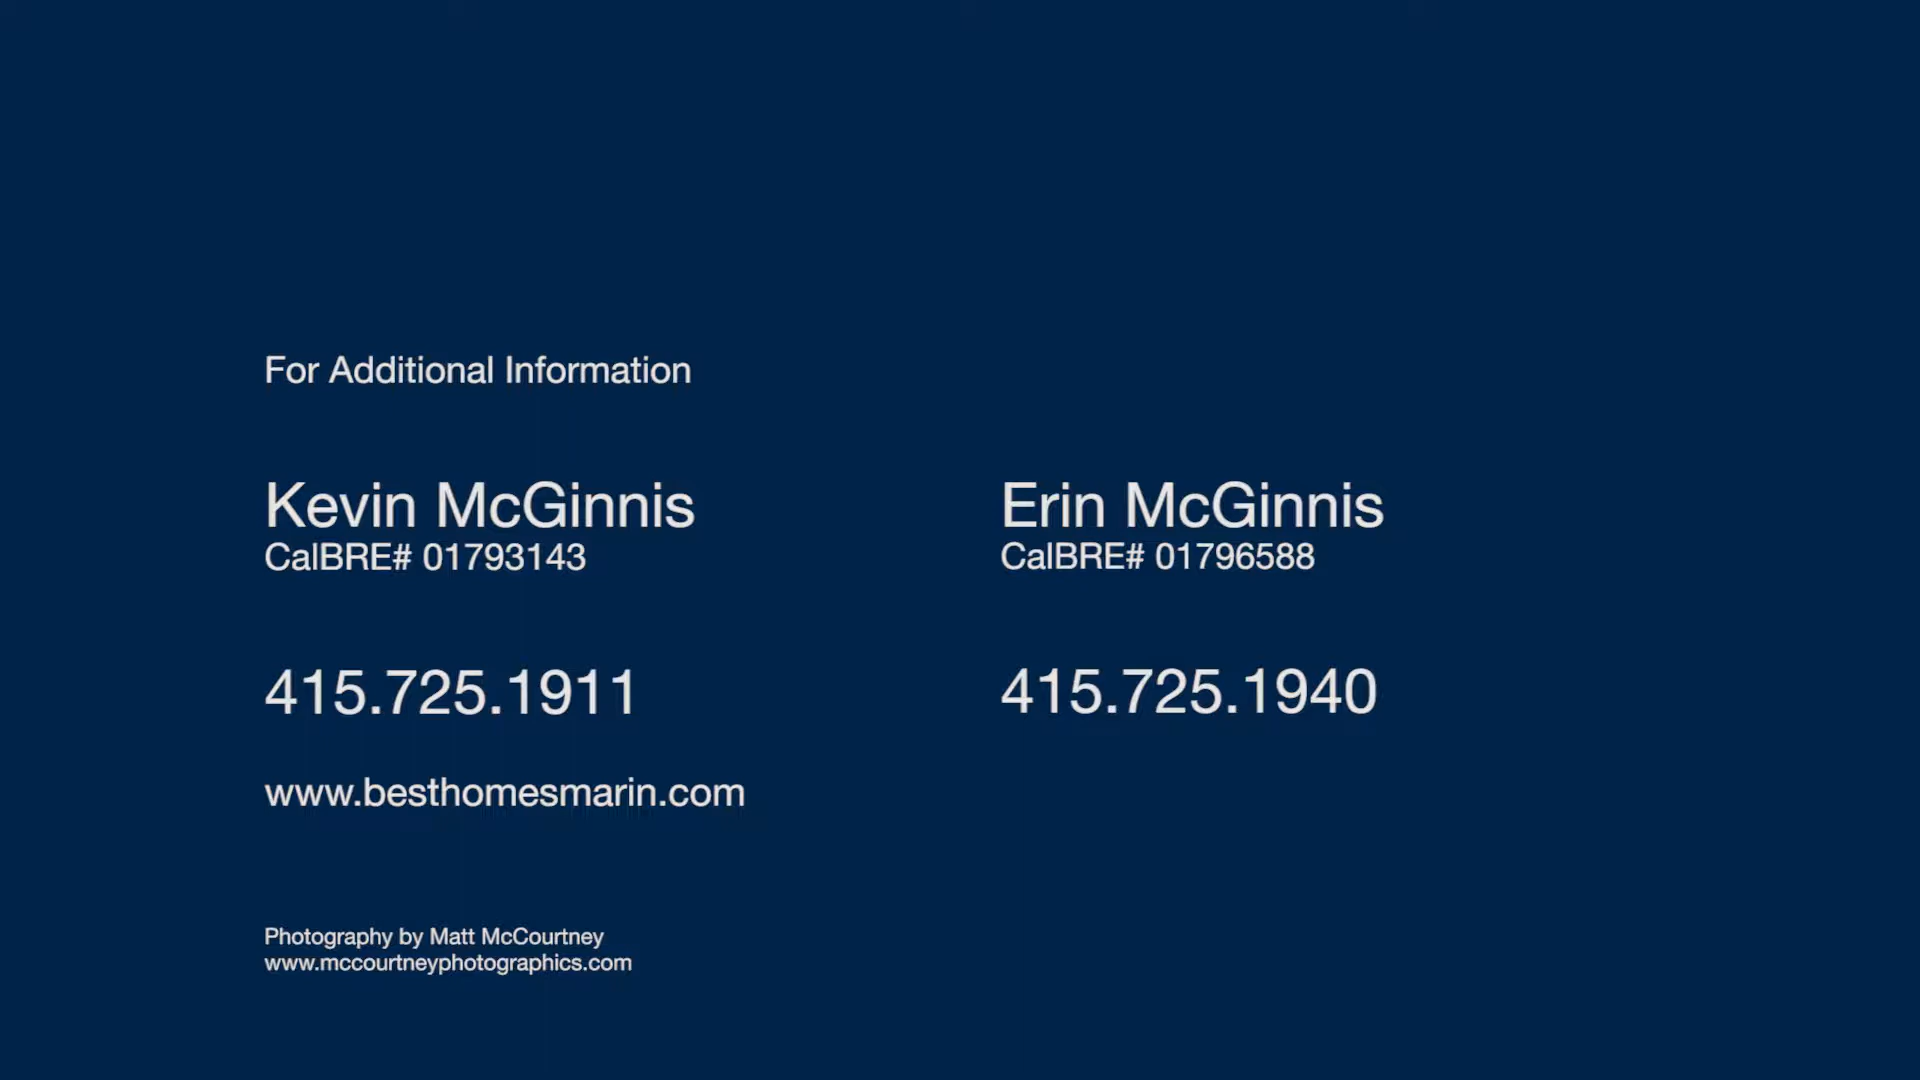 For Additional Information
Kevin McGinnis
CalBRE# 01793143
415.725.1911
www.besthomesmarin.com
Erin McGinnis
CalBRE# 01796588
415.725.1940
Photography by Matt McCourtney
www.mccourtneyphotographics.com